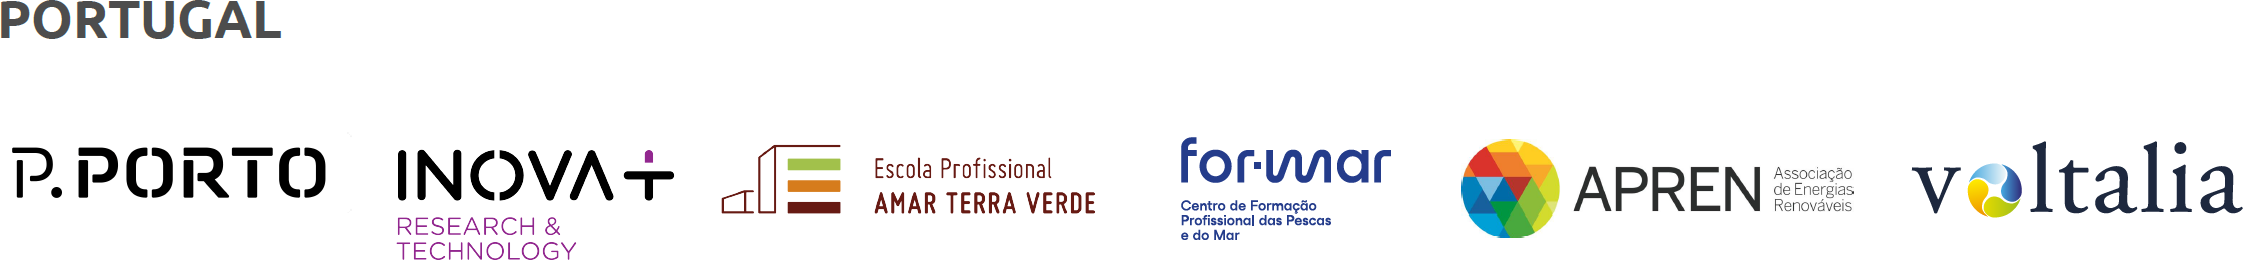 PORTUGAL
P.PORTO
INOVA+
RESEARCH &
TECHNOLOGY
Escola Profissional
AMAR TERRA VERDE
for-mar
Centro de Formação
Profissional das Pescas
e do Mar
APREN
Associação
de Energias
Renováveis
voltalia